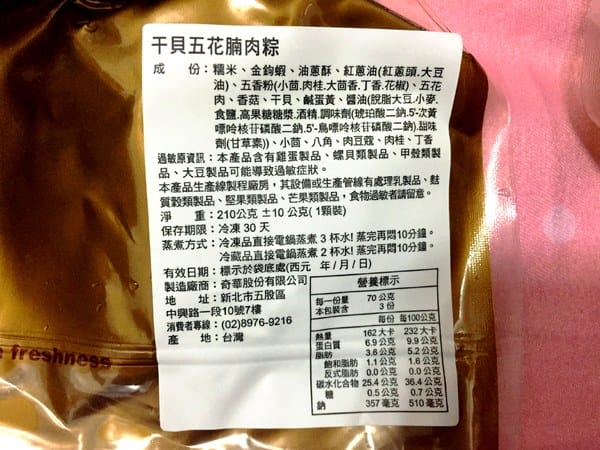 干貝五花腩肉粽
成 份:糯米、金鉤蝦、油蔥酥、紅蔥油(紅蔥頭.大豆
油)、五香粉(小茴.肉桂.大茴香.丁香.花椒)、五花
肉、香菇、干貝、鹹蛋黃、醬油(脫脂大豆.小麥.
食鹽.高果糖糖漿.酒精.調味劑(琥珀酸二鈉.5'-次黃
嘌呤核苷磷酸二鈉.5'-鳥嘌呤核苷磷酸二鈉).甜味
劑(甘草素))、小茴、八角、肉豆蔻、肉桂、丁香
過敏原資訊:本產品含有雞蛋製品、螺貝類製品、甲殼類製
品、大豆製品可能導致過敏症狀。
本產品生產線製程廠房,其設備或生產管線有處理乳製品、麩
質穀類製品、堅果類製品、芒果類製品,食物過敏者請留意。
淨 重:210公克 ±10 公克( 1顆裝)
保存期限:冷凍 30 天
蒸煮方式:冷凍品直接電鍋蒸煮 3 杯水! 蒸完再悶10分鐘。
冷藏品直接電鍋蒸煮 2 杯水! 蒸完再悶10分鐘。
有效日期:標示於袋底處(西元 年 / 月 / 日)
製造廠商:奇華股份有限公司
地 址:新北市五股區
中興路一段10號7樓
消費者專線:(02)8976-9216
產 地:台灣
營養標示
每一份量 70 公克
本包裝含 3 份
每份 每100公克
熱量 162 大卡 232 大卡
蛋白質 6.9 公克 9.9 公克
脂肪 3.6 公克 5.2 公克
飽和脂肪 1.1 公克 1.6 公克
反式脂肪 0.0 公克 0.0 公克
碳水化合物 25.4 公克 36.4 公克
糖 0.5 公克 0.7 公克
鈉 357 毫克 510 毫克
freshness